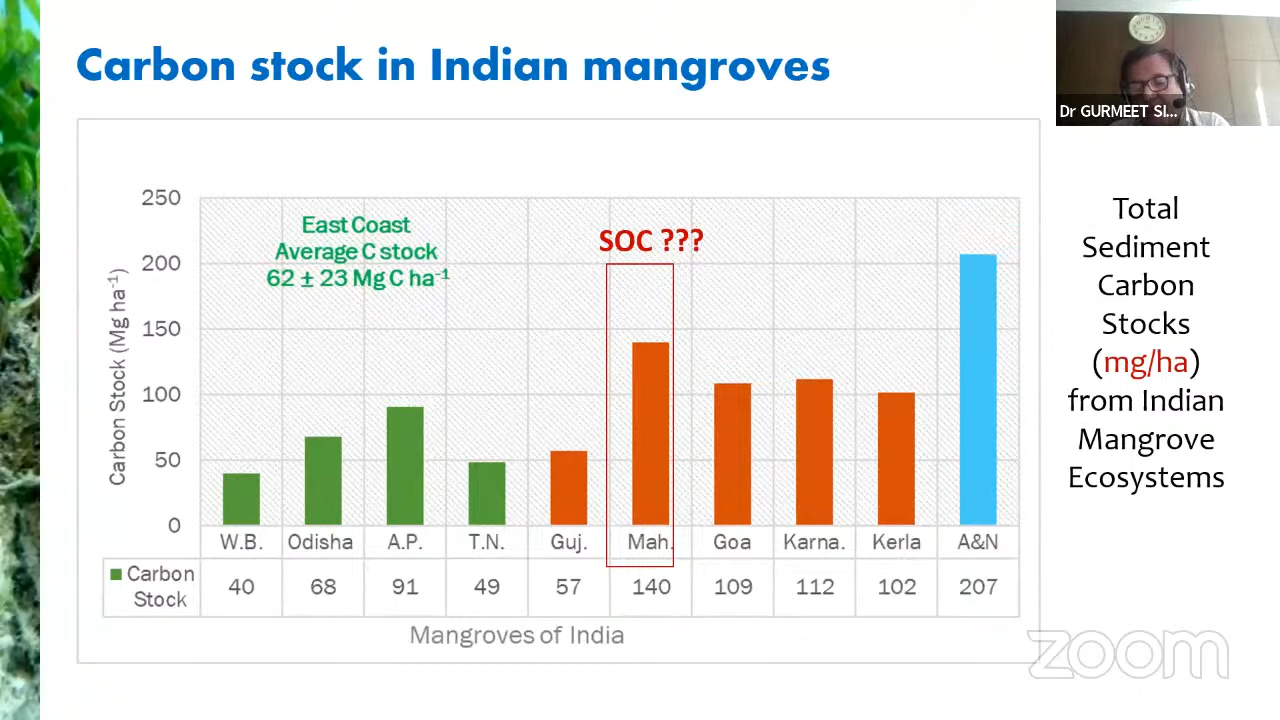 Carbon stock in Indian mangroves
Dr GURMEET SI...
250
200
150
100
50
0
Carbon Stock (Mg ha⁻¹)
East Coast
Average C stock
62 ± 23 Mg C ha⁻¹
SOC ???
W.B. Odisha A.P. T.N. Guj. Mah. Goa Karna. Kerla A&N
Carbon Stock 40 68 91 49 57 140 109 112 102 207
Mangroves of India
Total
Sediment
Carbon
Stocks
(mg/ha)
from Indian
Mangrove
Ecosystems
zoom